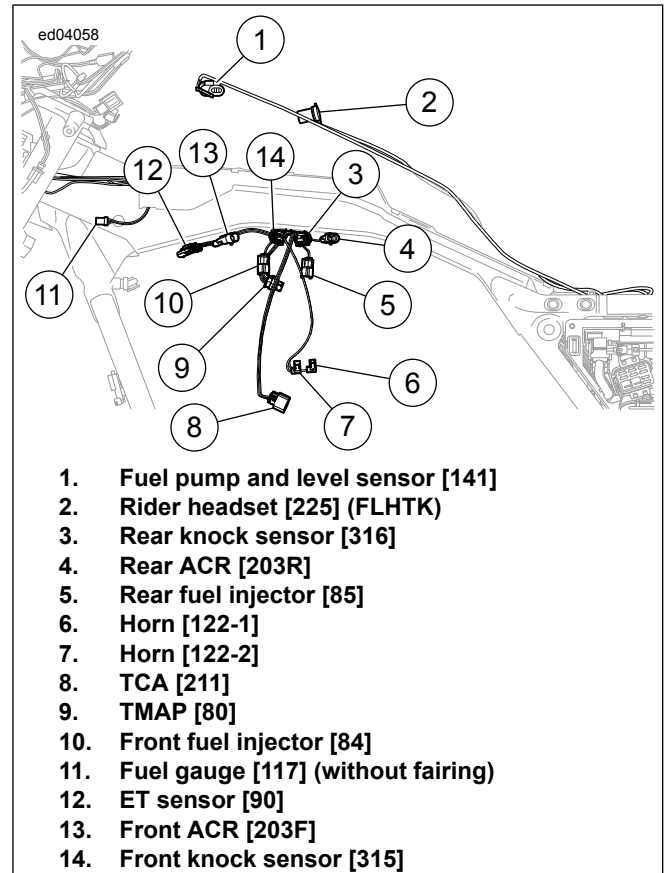 ed04058
1
2
13
14
3
12
4
11
10
5
9
6
8
7
1. Fuel pump and level sensor [141]
2. Rider headset [225] (FLHTK)
3. Rear knock sensor [316]
4. Rear ACR [203R]
5. Rear fuel injector [85]
6. Horn [122-1]
7. Horn [122-2]
8. TCA [211]
9. TMAP [80]
10. Front fuel injector [84]
11. Fuel gauge [117] (without fairing)
12. ET sensor [90]
13. Front ACR [203F]
14. Front knock sensor [315]